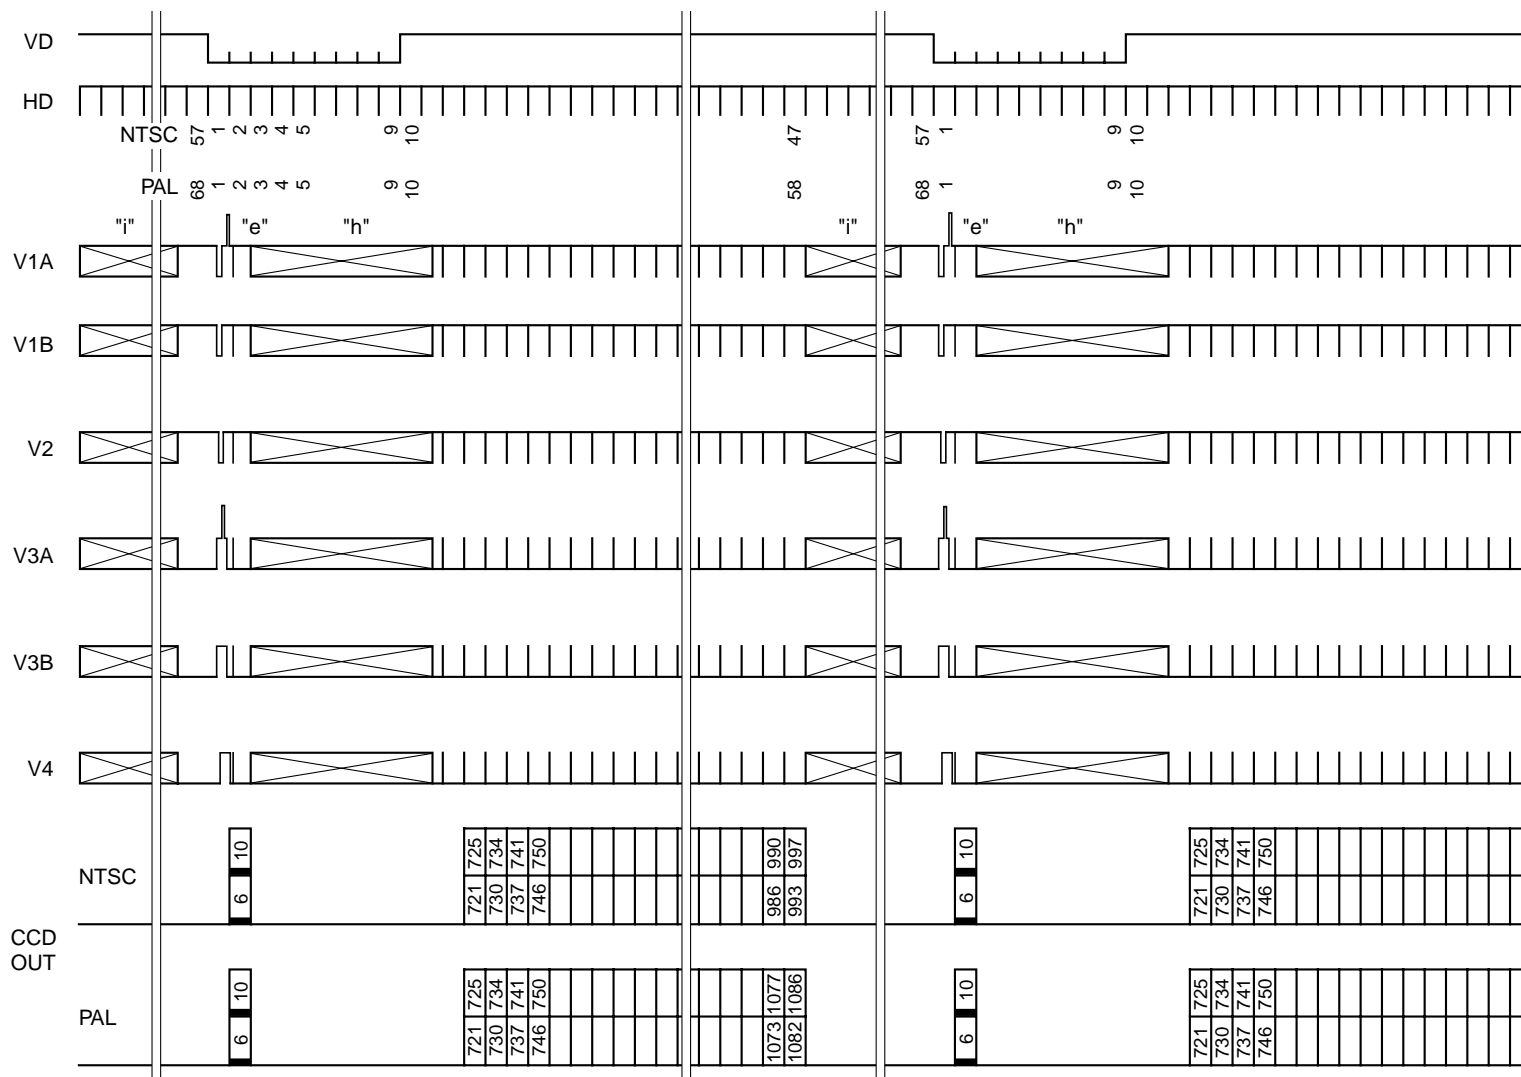 VD
HD
NTSC 57 1 2 3 4 5 9 10 47 57 1 9 10
PAL 68 1 2 3 4 5 9 10 58 68 1 9 10
"i" "e" "h" "i" "e" "h"
V1A
V1B
V2
V3A
V3B
V4
10 725 734 741 750 990 997 10 725 734 741 750
NTSC
6 721 730 737 746 986 993 6 721 730 737 746
CCD
OUT
10 725 734 741 750 1077 1086 10 725 734 741 750
PAL
6 721 730 737 746 1073 1082 6 721 730 737 746